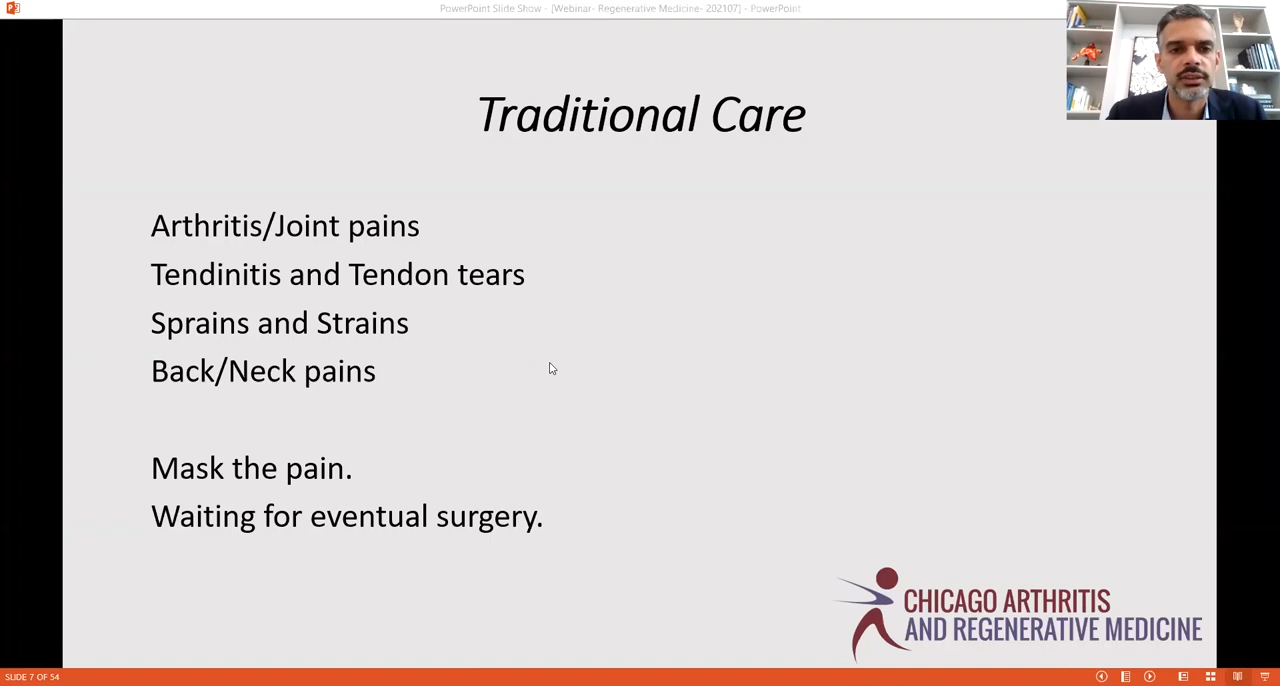 PowerPoint Slide Show - [Webinar- Regenerative Medicine- 202107] - PowerPoint
Traditional Care
Arthritis/Joint pains
Tendinitis and Tendon tears
Sprains and Strains
Back/Neck pains
Mask the pain.
Waiting for eventual surgery.
CHICAGO ARTHRITIS
AND REGENERATIVE MEDICINE
SLIDE 7 OF 54